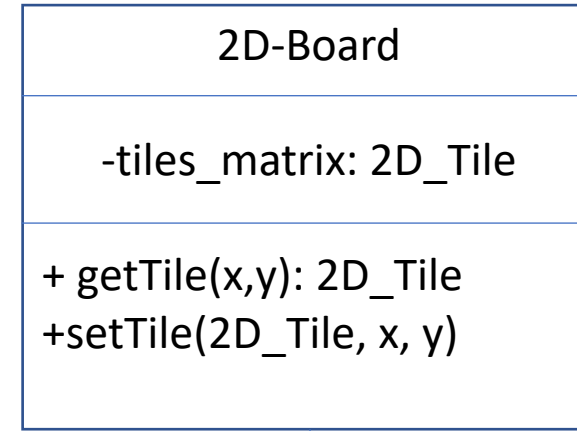 2D-Board
-tiles_matrix: 2D_Tile
+ getTile(x,y): 2D_Tile
+setTile(2D_Tile, x, y)